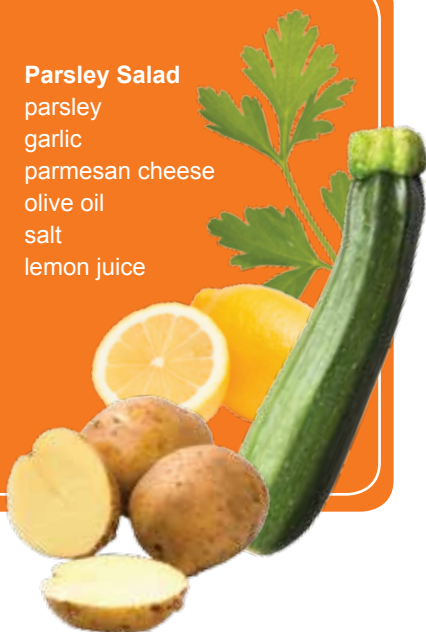 Parsley Salad
parsley
garlic
parmesan cheese
olive oil
salt
lemon juice